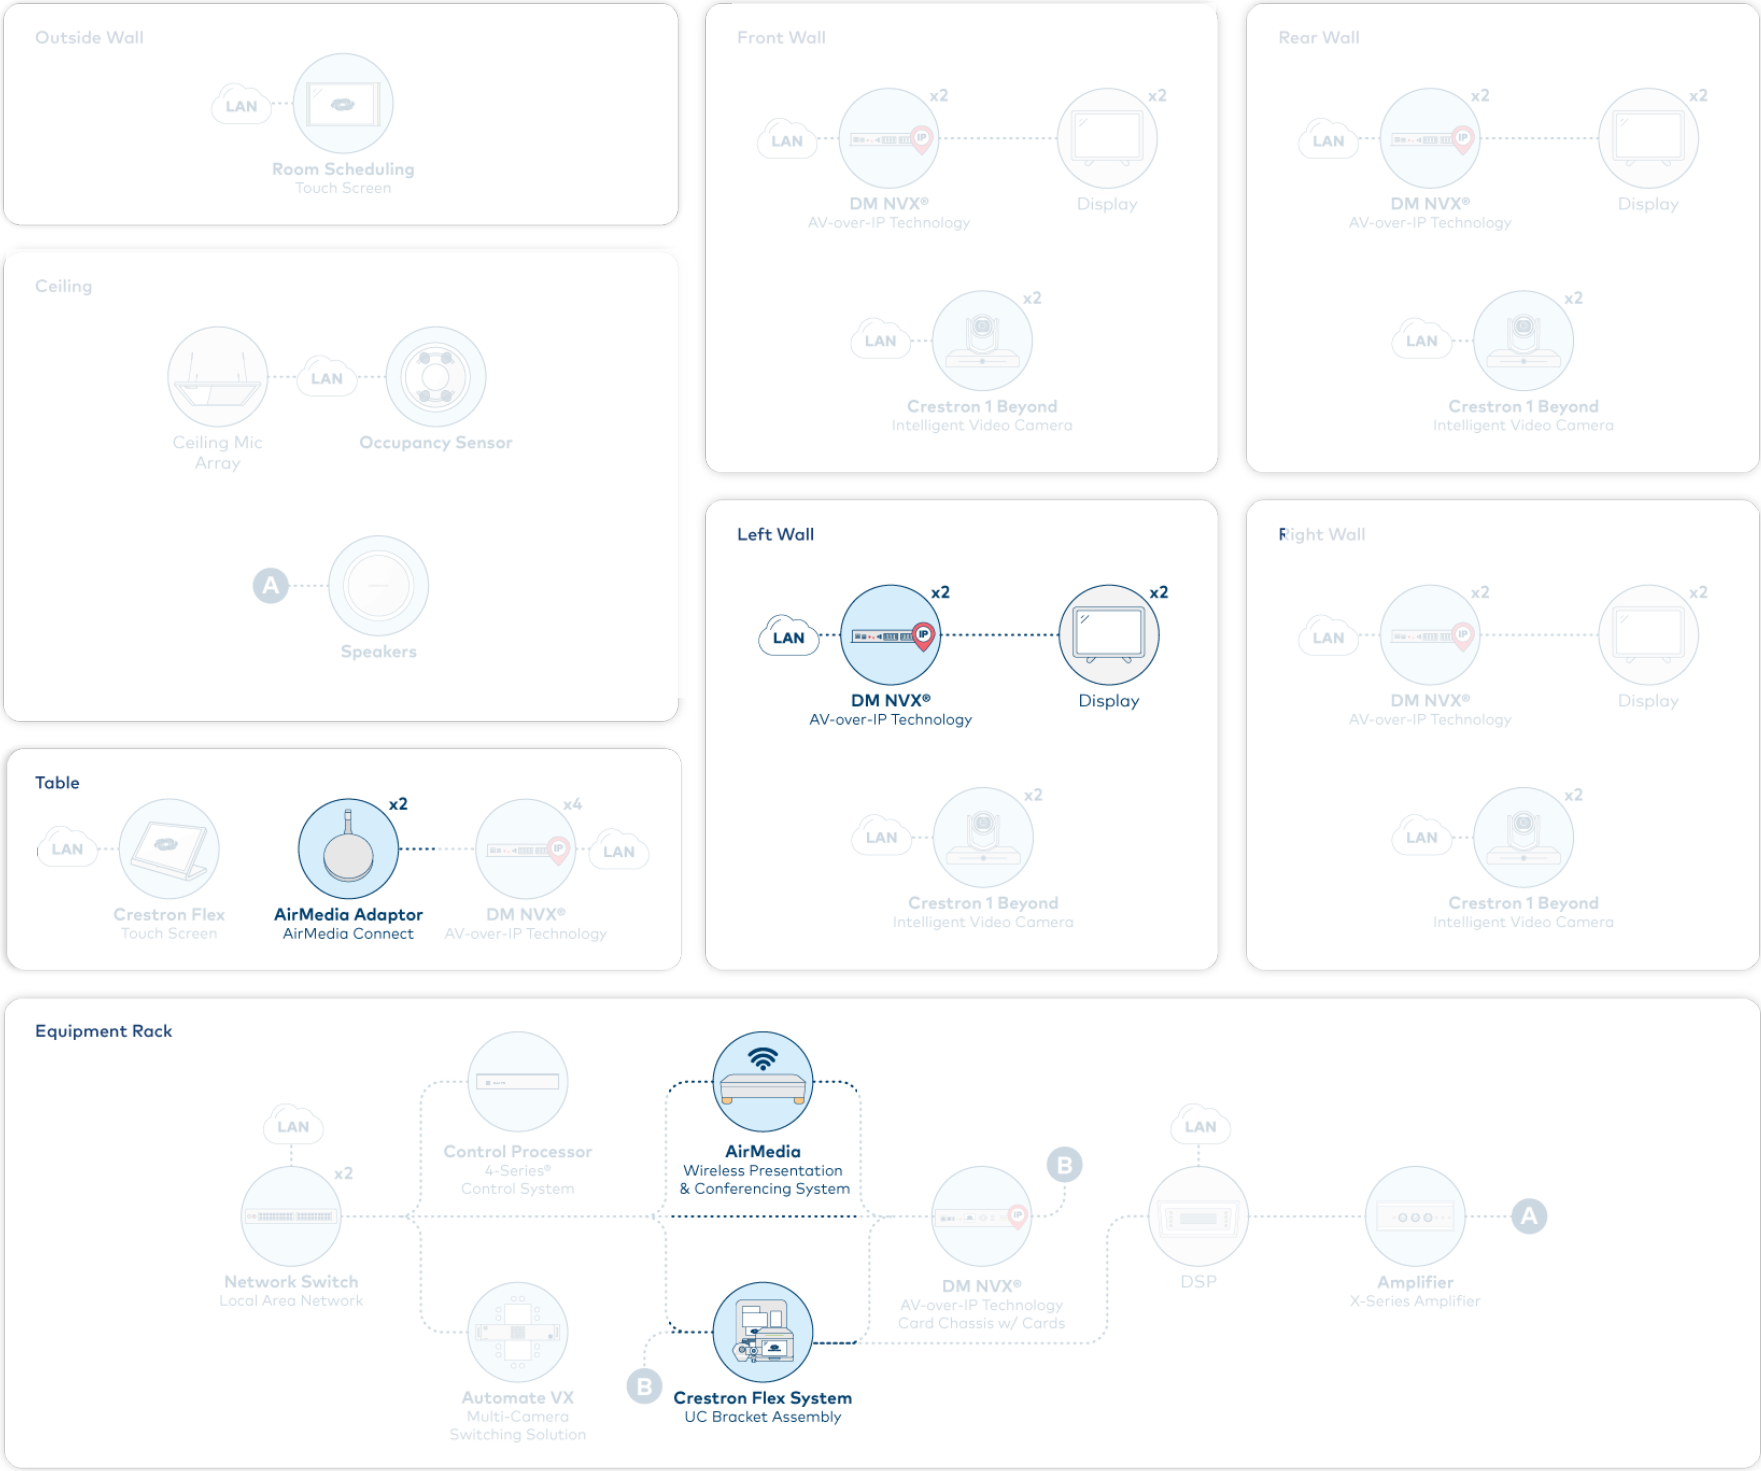 Outside Wall
LAN
Room Scheduling
Touch Screen
Ceiling
LAN
Ceiling Mic
Array
Occupancy Sensor
A
Speakers
Table
LAN
Crestron Flex
Touch Screen
x2
AirMedia Adaptor
AirMedia Connect
x4
IP
LAN
DM NVX®
AV-over-IP Technology
Front Wall
LAN
x2
IP
DM NVX®
AV-over-IP Technology
x2
Display
LAN
x2
Crestron 1 Beyond
Intelligent Video Camera
Rear Wall
LAN
x2
IP
DM NVX®
AV-over-IP Technology
x2
Display
LAN
x2
Crestron 1 Beyond
Intelligent Video Camera
Left Wall
LAN
x2
IP
DM NVX®
AV-over-IP Technology
x2
Display
LAN
x2
Crestron 1 Beyond
Intelligent Video Camera
Right Wall
LAN
x2
IP
DM NVX®
AV-over-IP Technology
x2
Display
LAN
x2
Crestron 1 Beyond
Intelligent Video Camera
Equipment Rack
LAN
x2
Network Switch
Local Area Network
Control Processor
4-Series®
Control System
Automate VX
Multi-Camera
Switching Solution
AirMedia
Wireless Presentation
& Conferencing System
B
Crestron Flex System
UC Bracket Assembly
B
IP
DM NVX®
AV-over-IP Technology
Card Chassis w/ Cards
LAN
DSP
Amplifier
X-Series Amplifier
A